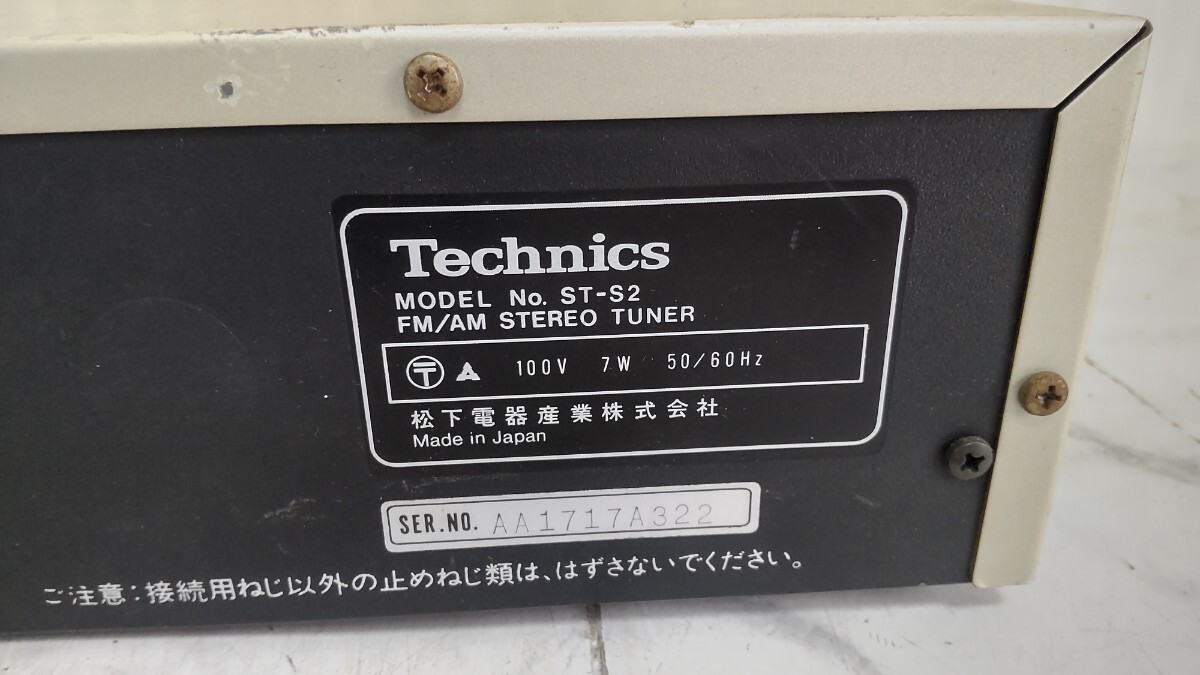 Technics
MODEL No. ST-S2
FM/AM STEREO TUNER
〒 100V 7W 50/60Hz
松下電器産業株式会社
Made in Japan
SER.NO. AA1717A322
ご注意:接続用ねじ以外の止めねじ類は、はずさないでください。